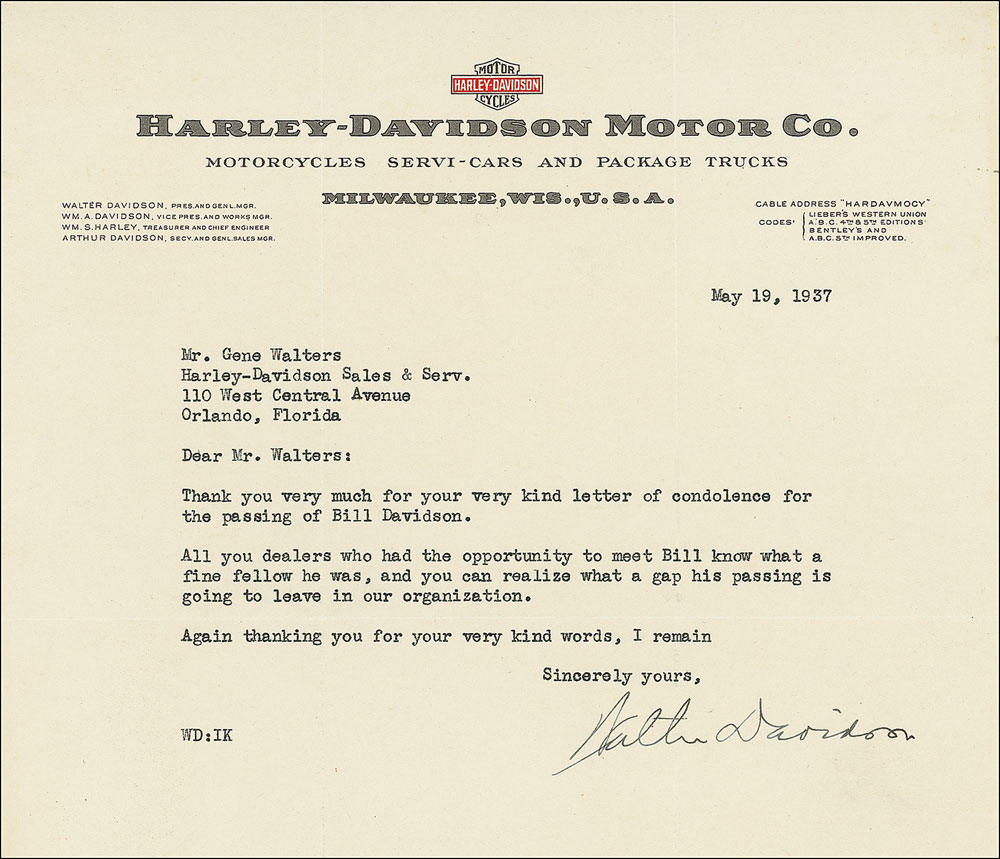 MOTOR
HARLEY-DAVIDSON
CYCLES
HARLEY-DAVIDSON MOTOR CO.
MOTORCYCLES SERVI-CARS AND PACKAGE TRUCKS
MILWAUKEE, WIS., U.S.A.
WALTER DAVIDSON, PRES. AND GEN'L. MGR.
WM. A. DAVIDSON, VICE PRES. AND WORKS MGR.
WM. S. HARLEY, TREASURER AND CHIEF ENGINEER
ARTHUR DAVIDSON, SECY. AND GENL. SALES MGR.
CABLE ADDRESS "HARDAVMOCY"
CODES: LIEBER'S WESTERN UNION
A.B.C. 4TH & 5TH EDITIONS
BENTLEY'S AND
A.B.C. 5TH IMPROVED.
May 19, 1937
Mr. Gene Walters
Harley-Davidson Sales & Serv.
110 West Central Avenue
Orlando, Florida
Dear Mr. Walters:
Thank you very much for your very kind letter of condolence for
the passing of Bill Davidson.
All you dealers who had the opportunity to meet Bill know what a
fine fellow he was, and you can realize what a gap his passing is
going to leave in our organization.
Again thanking you for your very kind words, I remain
Sincerely yours,
Walter Davidson
WD:IK